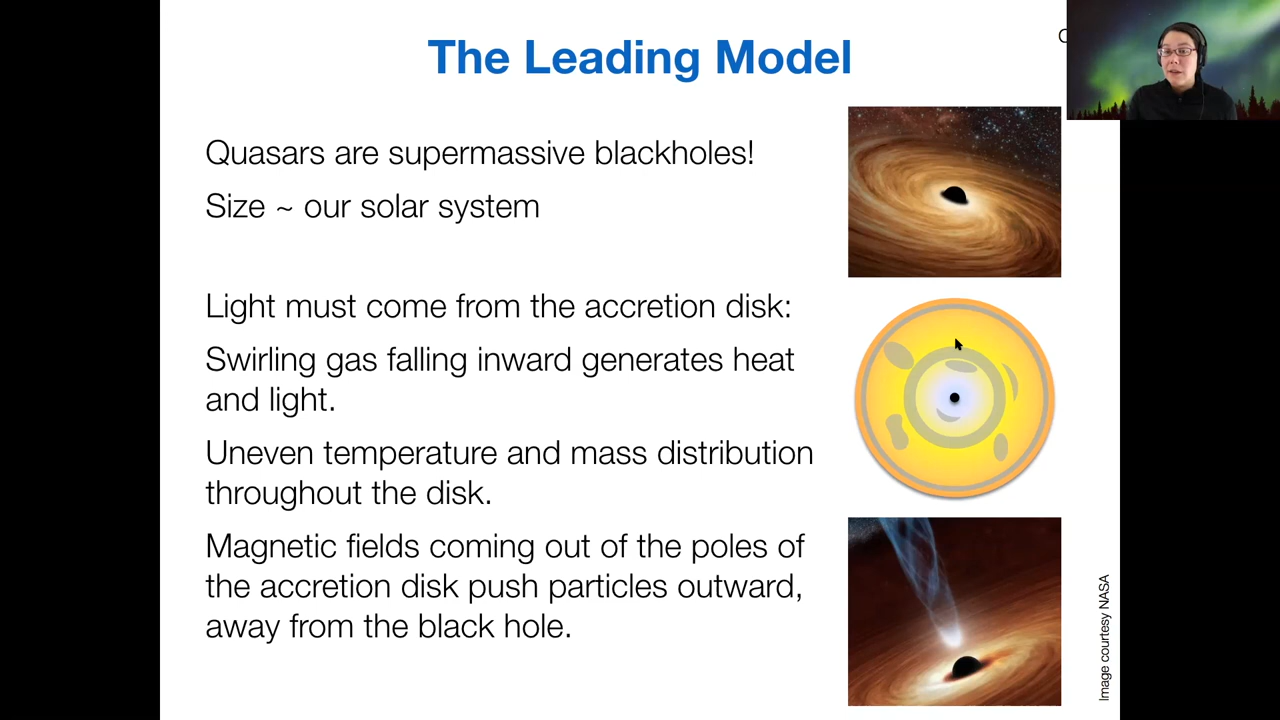 The Leading Model
Quasars are supermassive blackholes!
Size ~ our solar system
Light must come from the accretion disk:
Swirling gas falling inward generates heat
and light.
Uneven temperature and mass distribution
throughout the disk.
Magnetic fields coming out of the poles of
the accretion disk push particles outward,
away from the black hole.
Image courtesy NASA